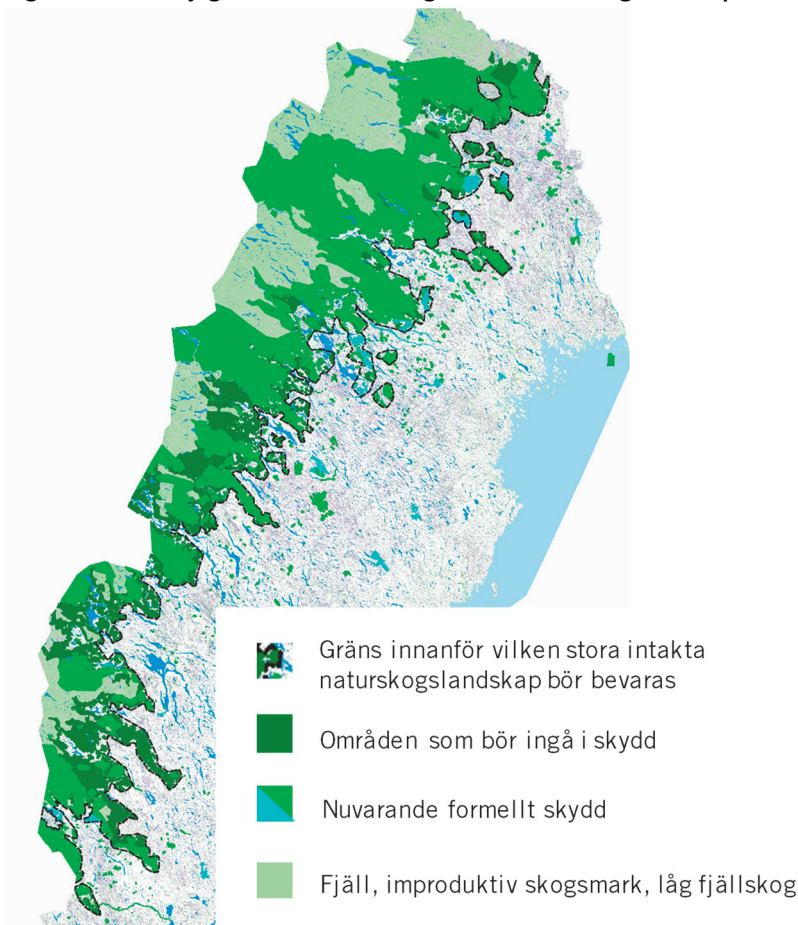 Gräns innanför vilken stora intakta
naturskogslandskap bör bevaras
Områden som bör ingå i skydd
Nuvarande formellt skydd
Fjäll, improduktiv skogsmark, låg fjällskog